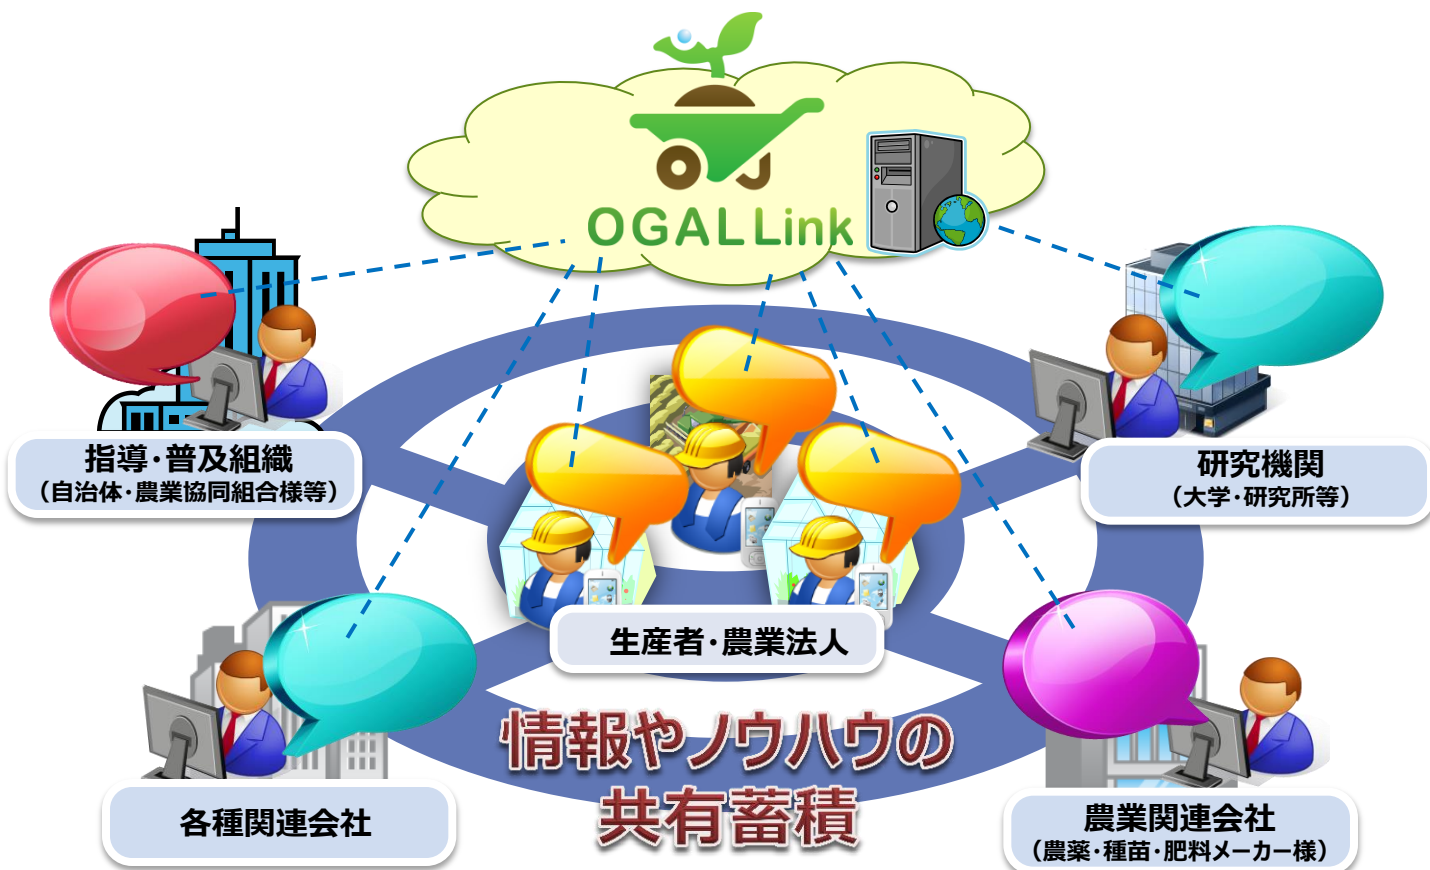 OGALLink
指導・普及組織
（自治体・農業協同組合様等）
研究機関
（大学・研究所等）
生産者・農業法人
情報やノウハウの
共有蓄積
各種関連会社
農業関連会社
（農薬・種苗・肥料メーカー様）